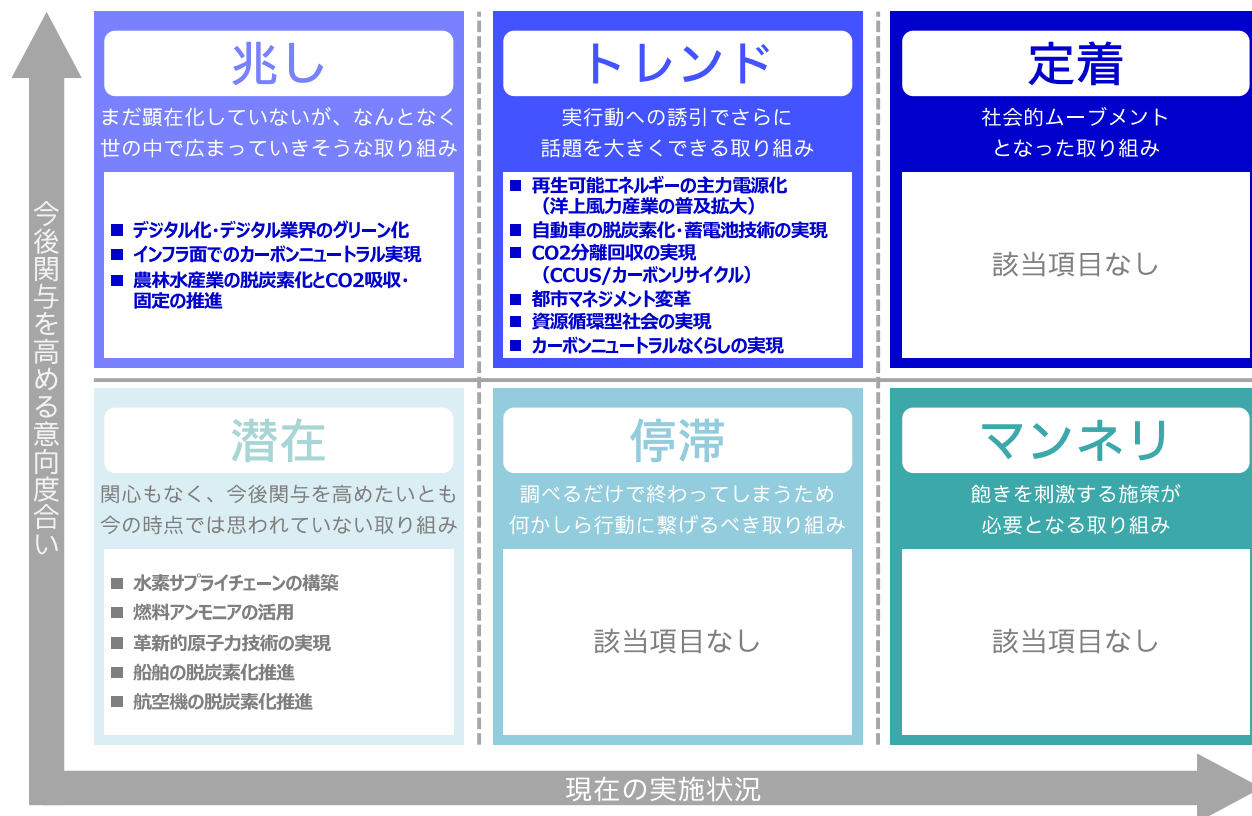 今後関与を高める意向度合い
兆し
まだ顕在化していないが、なんとなく
世の中で広まっていきそうな取り組み
■ デジタル化・デジタル業界のグリーン化
■ インフラ面でのカーボンニュートラル実現
■ 農林水産業の脱炭素化とCO2吸収・
固定の推進
トレンド
実行動への誘引でさらに
話題を大きくできる取り組み
■ 再生可能エネルギーの主力電源化
（洋上風力産業の普及拡大）
■ 自動車の脱炭素化・蓄電池技術の実現
■ CO2分離回収の実現
（CCUS/カーボンリサイクル）
■ 都市マネジメント変革
■ 資源循環型社会の実現
■ カーボンニュートラルなくらしの実現
定着
社会的ムーブメント
となった取り組み
該当項目なし
潜在
関心もなく、今後関与を高めたいとも
今の時点では思われていない取り組み
■ 水素サプライチェーンの構築
■ 燃料アンモニアの活用
■ 革新的原子力技術の実現
■ 船舶の脱炭素化推進
■ 航空機の脱炭素化推進
停滞
調べるだけで終わってしまうため
何かしら行動に繋げるべき取り組み
該当項目なし
マンネリ
飽きを刺激する施策が
必要となる取り組み
該当項目なし
現在の実施状況